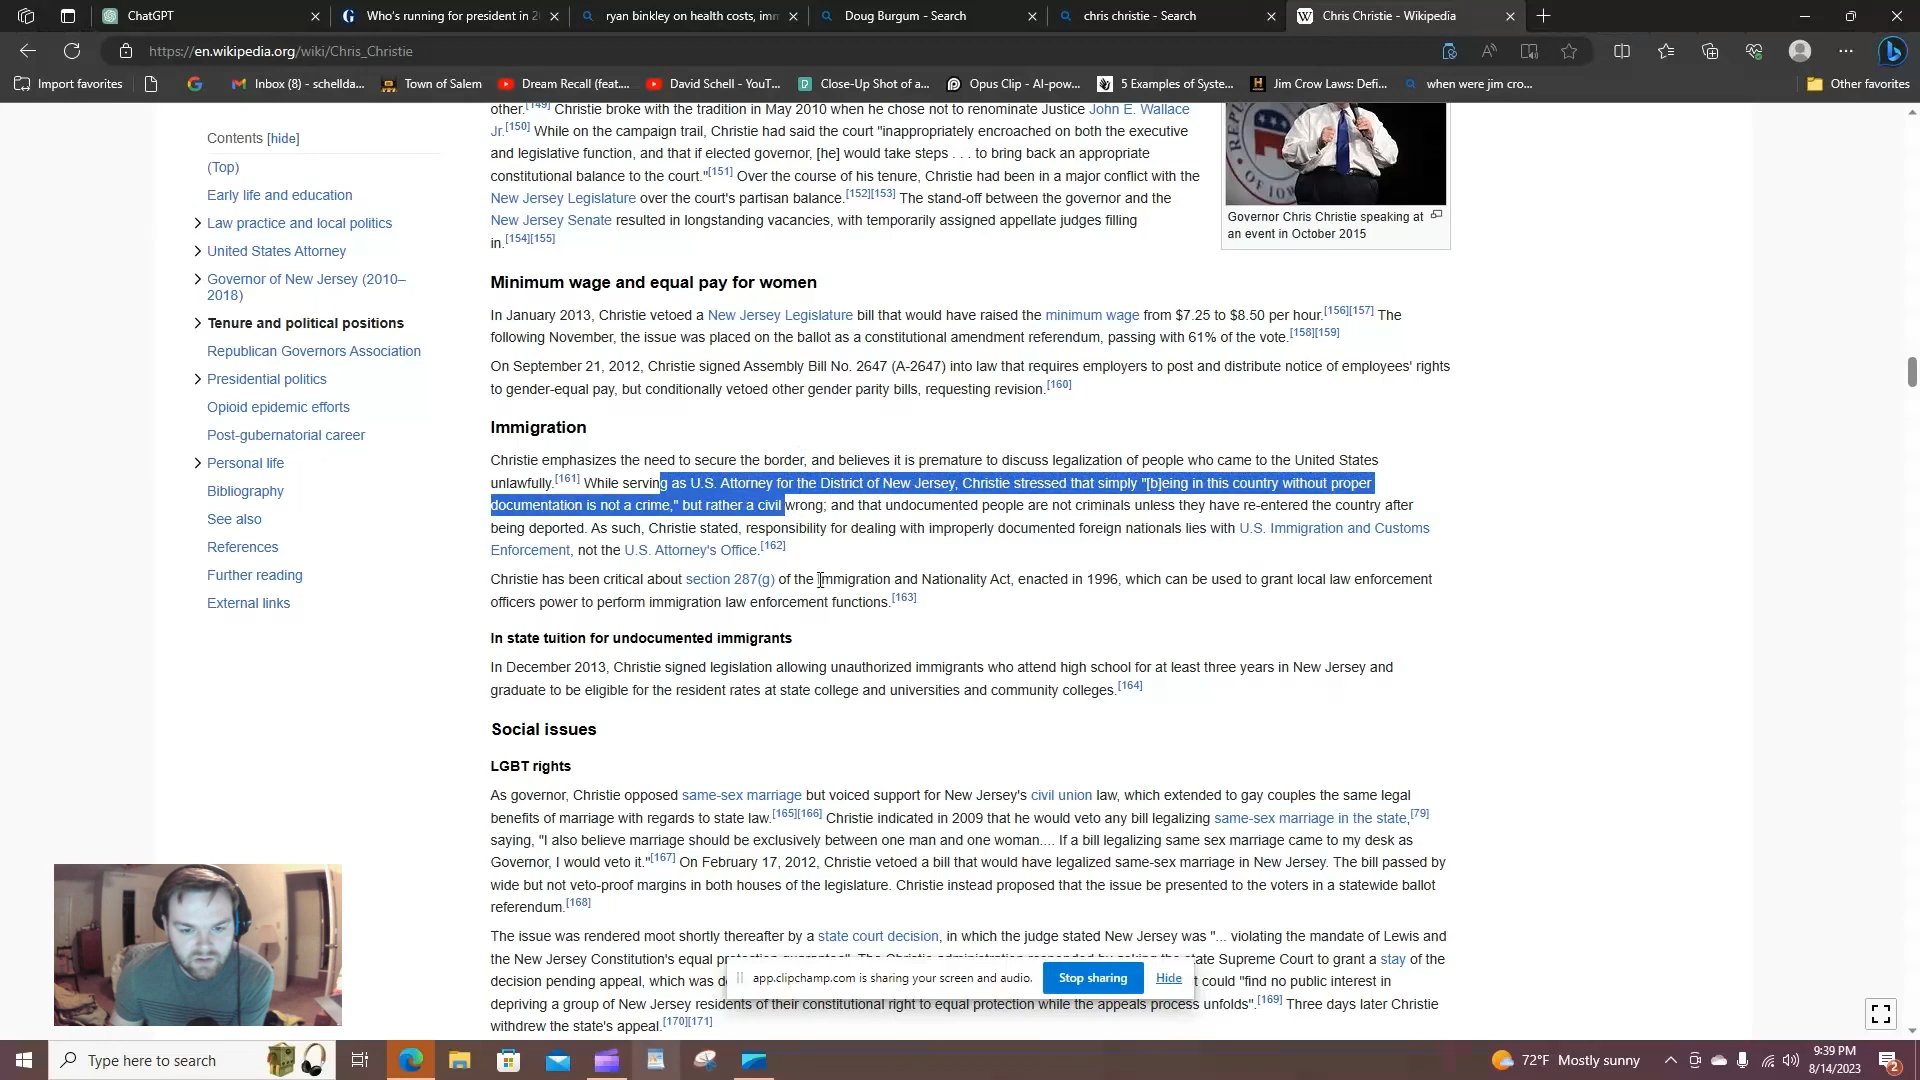 ChatGPT
Who's running for president in 2
ryan binkley on health costs, imm
Doug Burgum - Search
chris christie - Search
Chris Christie - Wikipedia
https://en.wikipedia.org/wiki/Chris_Christie
Import favorites
Inbox (8) - schellda...
Town of Salem
Dream Recall (feat....
David Schell - YouT...
Close-Up Shot of a...
Opus Clip - AI-pow...
5 Examples of Syste...
Jim Crow Laws: Defi...
when were jim cro...
Other favorites
Contents [hide]
(Top)
Early life and education
Law practice and local politics
United States Attorney
Governor of New Jersey (2010–
2018)
Tenure and political positions
Republican Governors Association
Presidential politics
Opioid epidemic efforts
Post-gubernatorial career
Personal life
Bibliography
See also
References
Further reading
External links
other.[149] Christie broke with the tradition in May 2010 when he chose not to renominate Justice John E. Wallace
Jr.[150] While on the campaign trail, Christie had said the court "inappropriately encroached on both the executive
and legislative function, and that if elected governor, [he] would take steps . . . to bring back an appropriate
constitutional balance to the court."[151] Over the course of his tenure, Christie had been in a major conflict with the
New Jersey Legislature over the court's partisan balance.[152][153] The stand-off between the governor and the
New Jersey Senate resulted in longstanding vacancies, with temporarily assigned appellate judges filling
in.[154][155]
Governor Chris Christie speaking at
an event in October 2015
Minimum wage and equal pay for women
In January 2013, Christie vetoed a New Jersey Legislature bill that would have raised the minimum wage from $7.25 to $8.50 per hour.[156][157] The
following November, the issue was placed on the ballot as a constitutional amendment referendum, passing with 61% of the vote.[158][159]
On September 21, 2012, Christie signed Assembly Bill No. 2647 (A-2647) into law that requires employers to post and distribute notice of employees' rights
to gender-equal pay, but conditionally vetoed other gender parity bills, requesting revision.[160]
Immigration
Christie emphasizes the need to secure the border, and believes it is premature to discuss legalization of people who came to the United States
unlawfully.[161] While serving as U.S. Attorney for the District of New Jersey, Christie stressed that simply "[b]eing in this country without proper
documentation is not a crime," but rather a civil wrong; and that undocumented people are not criminals unless they have re-entered the country after
being deported. As such, Christie stated, responsibility for dealing with improperly documented foreign nationals lies with U.S. Immigration and Customs
Enforcement, not the U.S. Attorney's Office.[162]
Christie has been critical about section 287(g) of the Immigration and Nationality Act, enacted in 1996, which can be used to grant local law enforcement
officers power to perform immigration law enforcement functions.[163]
In state tuition for undocumented immigrants
In December 2013, Christie signed legislation allowing unauthorized immigrants who attend high school for at least three years in New Jersey and
graduate to be eligible for the resident rates at state college and universities and community colleges.[164]
Social issues
LGBT rights
As governor, Christie opposed same-sex marriage but voiced support for New Jersey's civil union law, which extended to gay couples the same legal
benefits of marriage with regards to state law.[165][166] Christie indicated in 2009 that he would veto any bill legalizing same-sex marriage in the state,[79]
saying, "I also believe marriage should be exclusively between one man and one woman.... If a bill legalizing same sex marriage came to my desk as
Governor, I would veto it."[167] On February 17, 2012, Christie vetoed a bill that would have legalized same-sex marriage in New Jersey. The bill passed by
wide but not veto-proof margins in both houses of the legislature. Christie instead proposed that the issue be presented to the voters in a statewide ballot
referendum.[168]
The issue was rendered moot shortly thereafter by a state court decision, in which the judge stated New Jersey was "... violating the mandate of Lewis and
the New Jersey Constitution's equal Supreme Court to grant a stay of the
decision pending appeal, which was could "find no public interest in
depriving a group of New Jersey residents of their constitutional right to equal protection while the appeals process unfolds".[169] Three days later Christie
withdrew the state's appeal.[170][171]
app.clipchamp.com is sharing your screen and audio.
Stop sharing
Hide
Type here to search
72°F Mostly sunny
9:39 PM
8/14/2023
2